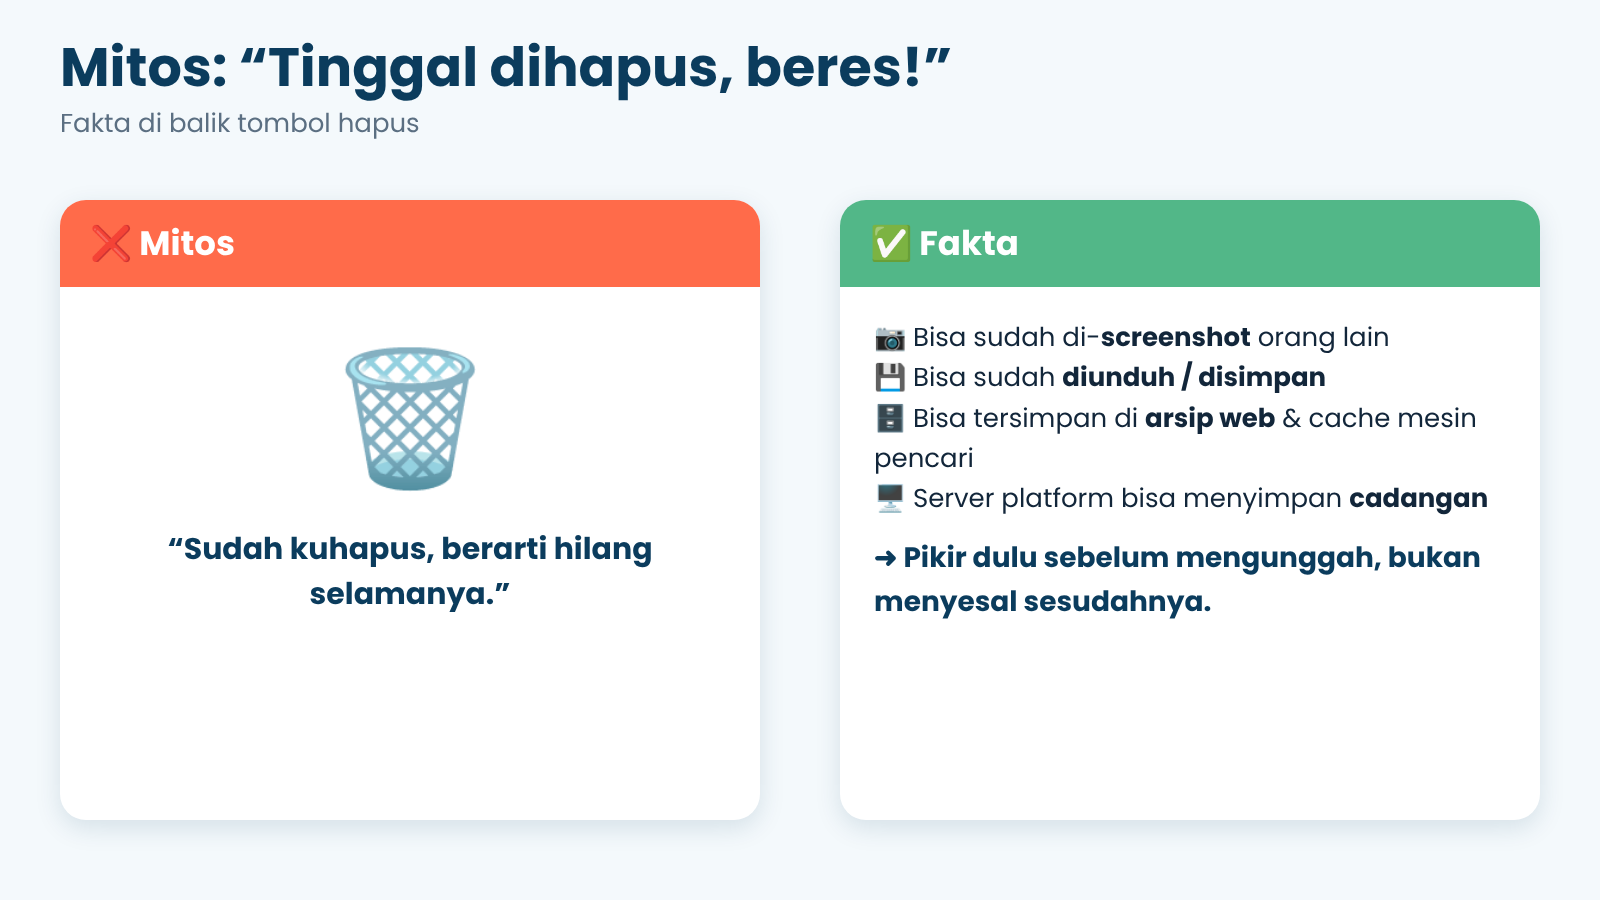 Mitos: “Tinggal dihapus, beres!”
Fakta di balik tombol hapus
❌ Mitos
“Sudah kuhapus, berarti hilang
selamanya.”
✅ Fakta
📷 Bisa sudah di-screenshot orang lain
💾 Bisa sudah diunduh / disimpan
🗄️ Bisa tersimpan di arsip web & cache mesin
pencari
🖥️ Server platform bisa menyimpan cadangan
➜ Pikir dulu sebelum mengunggah, bukan
menyesal sesudahnya.